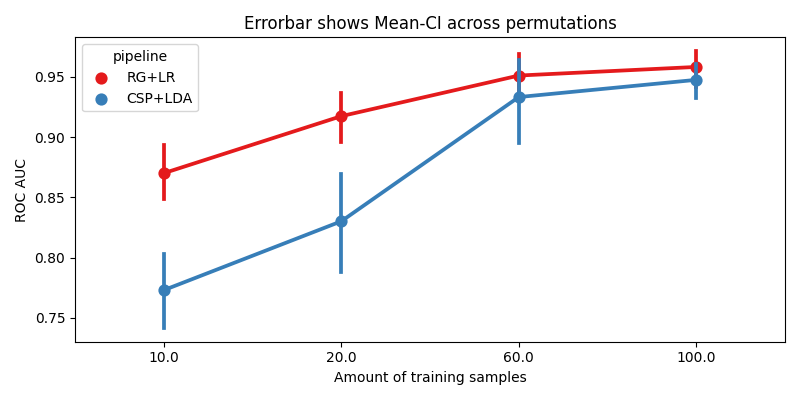 Errorbar shows Mean-CI across permutations
pipeline
RG+LR
CSP+LDA
ROC AUC
0.95
0.90
0.85
0.80
0.75
10.0
20.0
60.0
100.0
Amount of training samples